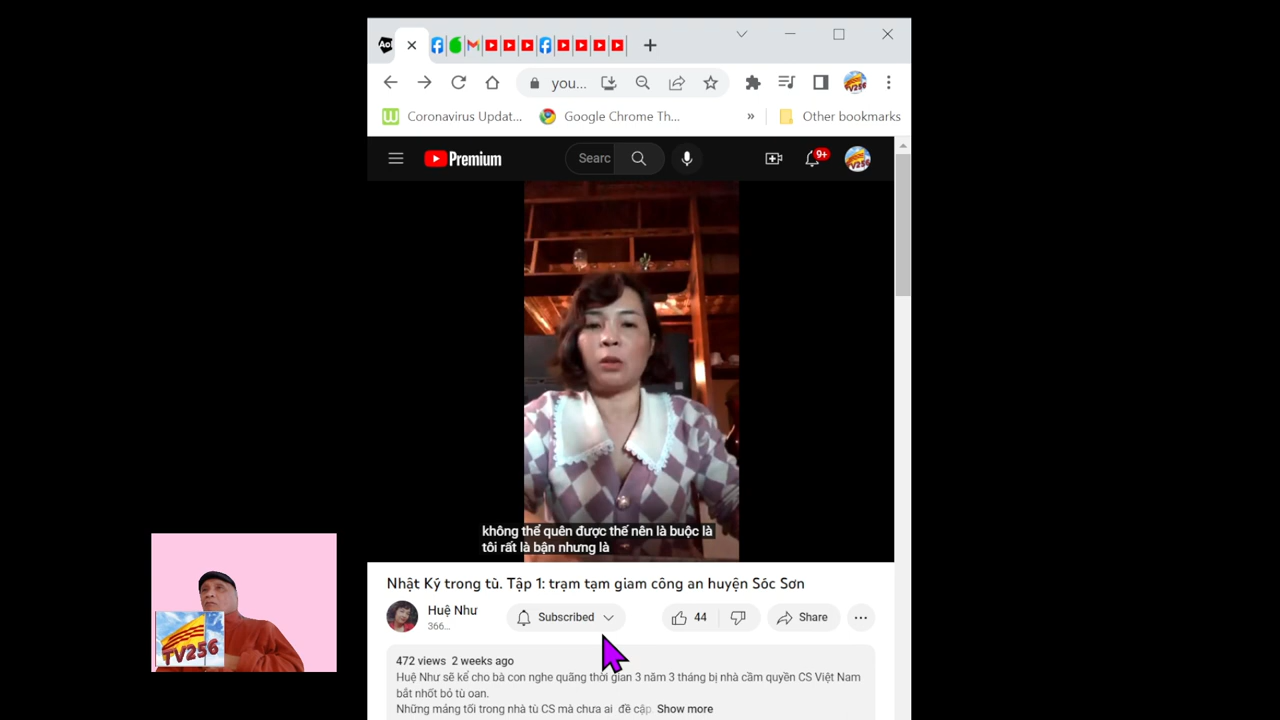 Aol
you...
Coronavirus Updat...
Google Chrome Th...
»
Other bookmarks
Premium
Searc
9+
TV256
không thể quên được thế nên là buộc là
tôi rất là bận nhưng là
Nhật Ký trong tù. Tập 1: trạm tạm giam công an huyện Sóc Sơn
Huệ Như
366...
Subscribed
44
Share
472 views 2 weeks ago
Huệ Như sẽ kể cho bà con nghe quãng thời gian 3 năm 3 tháng bị nhà cầm quyền CS Việt Nam
bắt nhốt bỏ tù oan.
Những mảng tối trong nhà tù CS mà chưa ai đề cập Show more
TV256